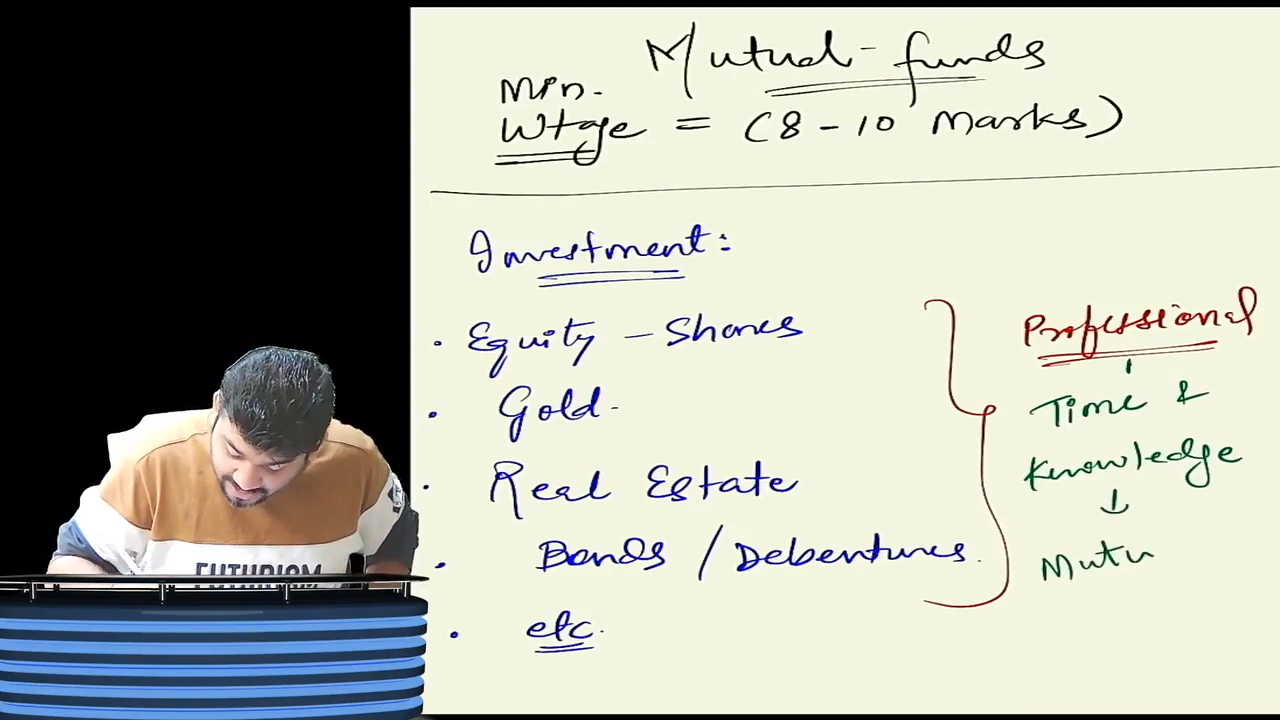 Mutual funds
Min.
Wtge = (8 - 10 Marks)
Investment:
• Equity - Shares
• Gold.
• Real Estate
• Bonds / Debentures.
• etc.
Professional
Time &
Knowledge
↓
Mutu
FUTURISM